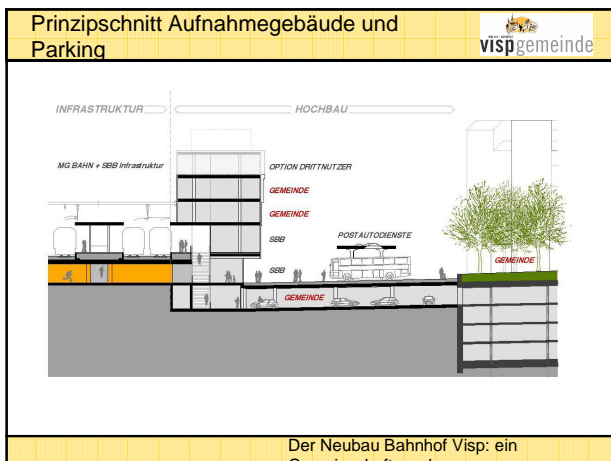 Prinzipschnitt Aufnahmegebäude und
Parking
vispgemeinde
INFRASTRUKTUR
HOCHBAU
MG BAHN + SBB Infrastruktur
OPTION DRITTNUTZER
GEMEINDE
GEMEINDE
SBB
POSTAUTODIENSTE
SBB
GEMEINDE
GEMEINDE
Der Neubau Bahnhof Visp: ein